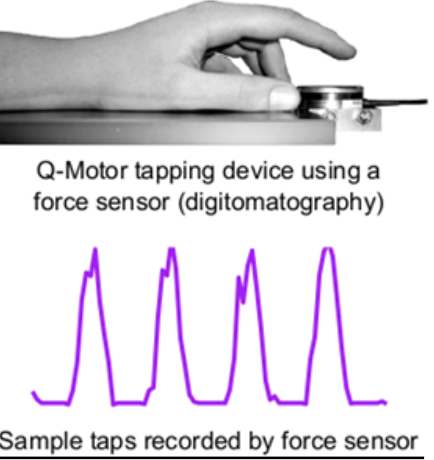 Q-Motor tapping device using a
force sensor (digitomatography)
Sample taps recorded by force sensor